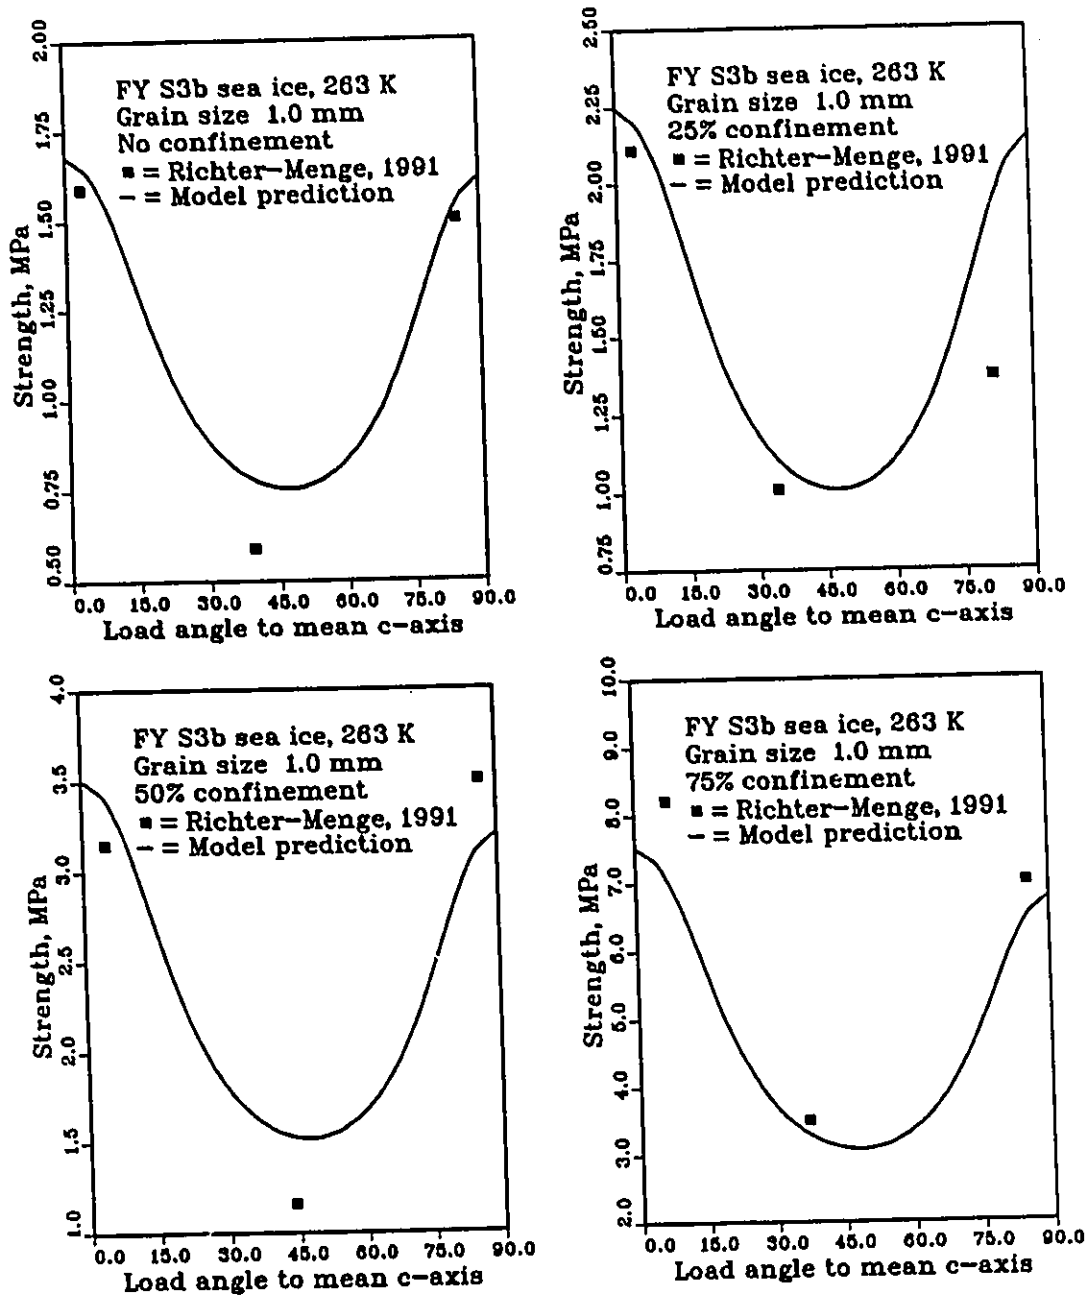 2.00
1.75
1.50
1.25
1.00
0.75
0.50
Strength, MPa
FY S3b sea ice, 263 K
Grain size 1.0 mm
No confinement
■ = Richter-Menge, 1991
- = Model prediction
0.0 15.0 30.0 45.0 60.0 75.0 90.0
Load angle to mean c-axis
2.50
2.25
2.00
1.75
1.50
1.25
1.00
0.75
Strength, MPa
FY S3b sea ice, 263 K
Grain size 1.0 mm
25% confinement
■ = Richter-Menge, 1991
- = Model prediction
0.0 15.0 30.0 45.0 60.0 75.0 90.0
Load angle to mean c-axis
4.0
3.5
3.0
2.5
2.0
1.5
1.0
Strength, MPa
FY S3b sea ice, 263 K
Grain size 1.0 mm
50% confinement
■ = Richter-Menge, 1991
- = Model prediction
0.0 15.0 30.0 45.0 60.0 75.0 90.0
Load angle to mean c-axis
10.0
9.0
8.0
7.0
6.0
5.0
4.0
3.0
2.0
Strength, MPa
FY S3b sea ice, 263 K
Grain size 1.0 mm
75% confinement
■ = Richter-Menge, 1991
- = Model prediction
0.0 15.0 30.0 45.0 60.0 75.0 90.0
Load angle to mean c-axis